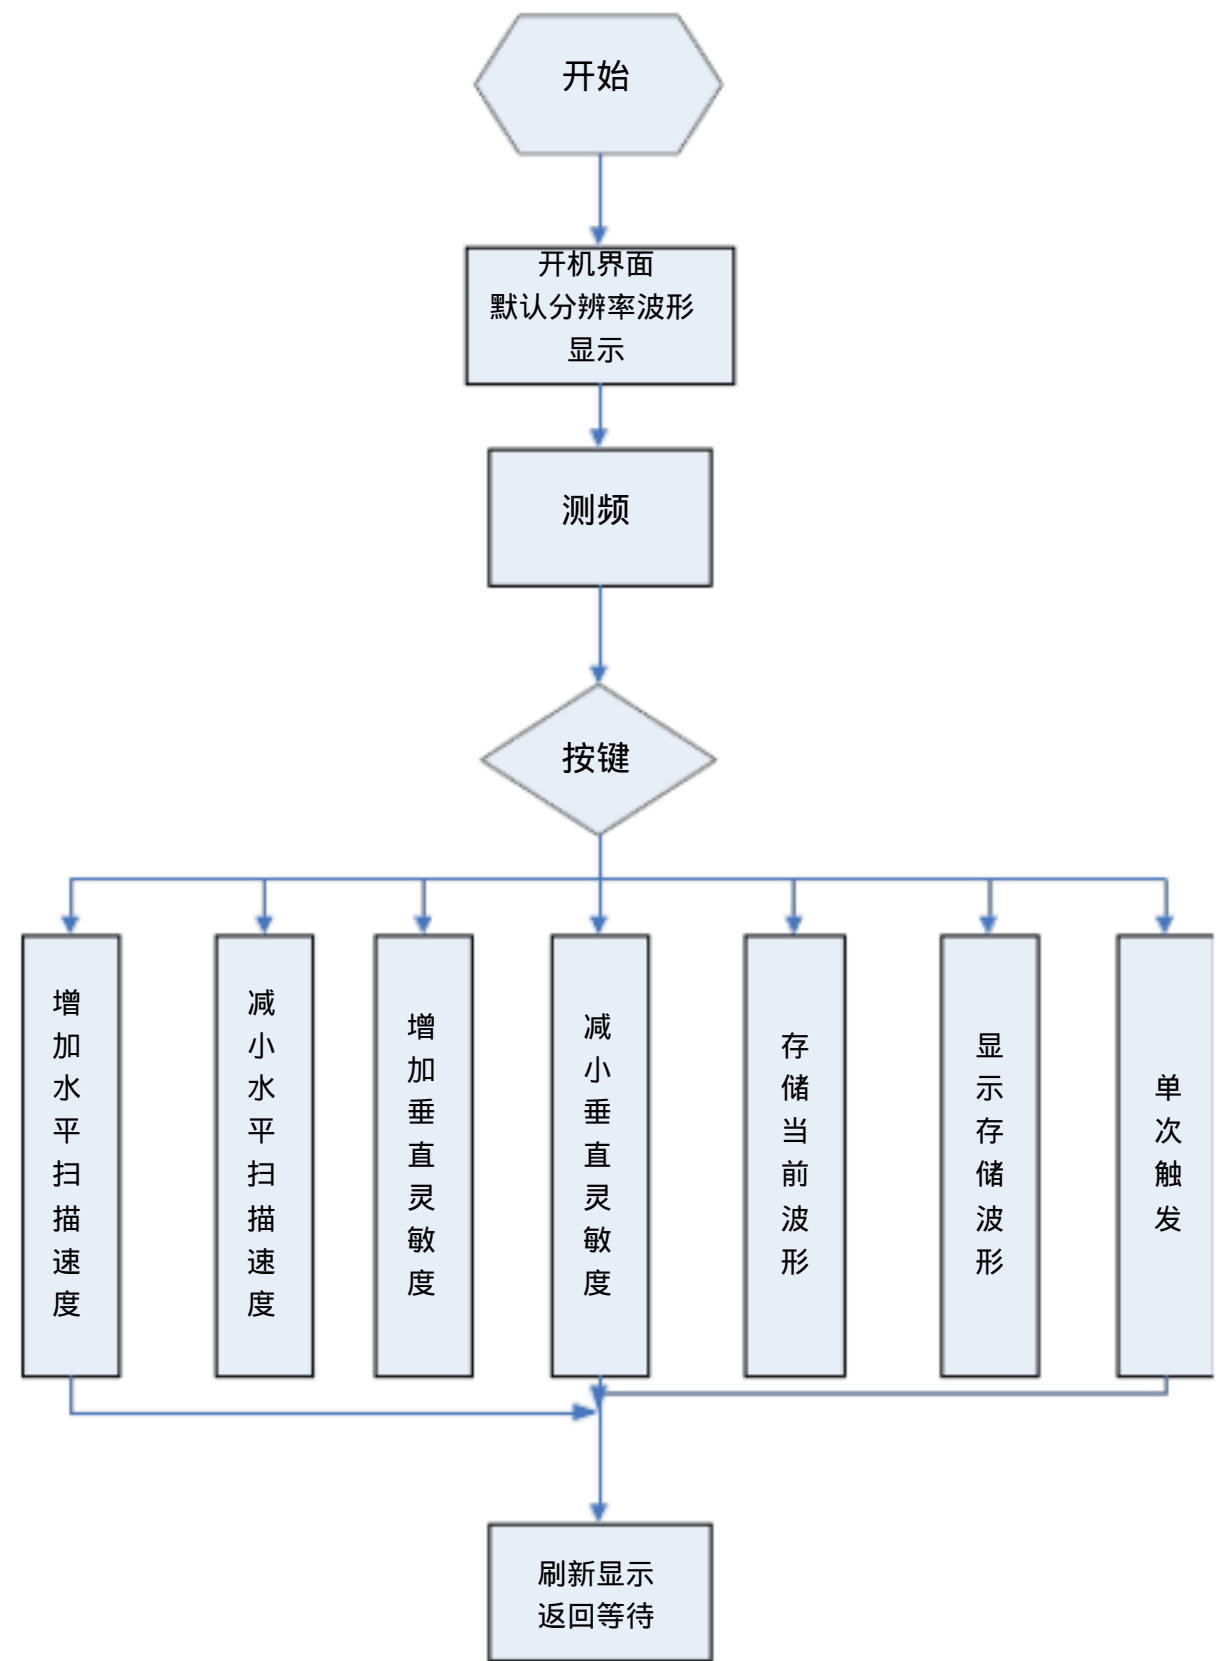 开始
开机界面
默认分辨率波形
显示
测频
按键
增加水平扫描速度
减小水平扫描速度
增加垂直灵敏度
减小垂直灵敏度
存储当前波形
显示存储波形
单次触发
刷新显示
返回等待